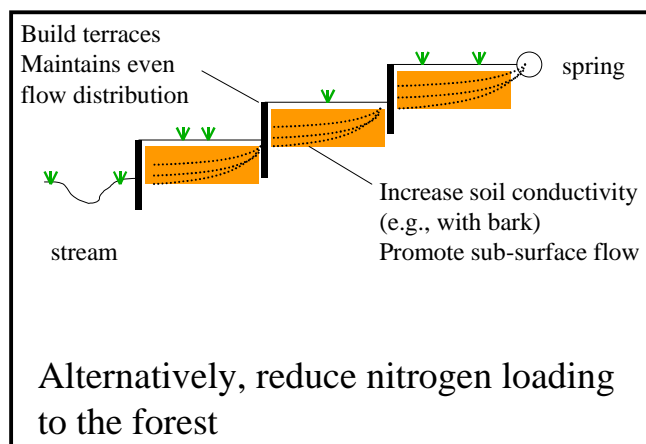 Build terraces
Maintains even
flow distribution
spring
Increase soil conductivity
(e.g., with bark)
Promote sub-surface flow
stream
Alternatively, reduce nitrogen loading
to the forest